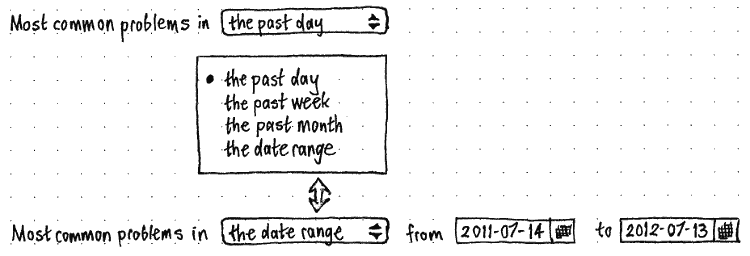 Most common problems in the past day
the past day
the past week
the past month
the date range
Most common problems in the date range from 2011-07-14 to 2012-07-13